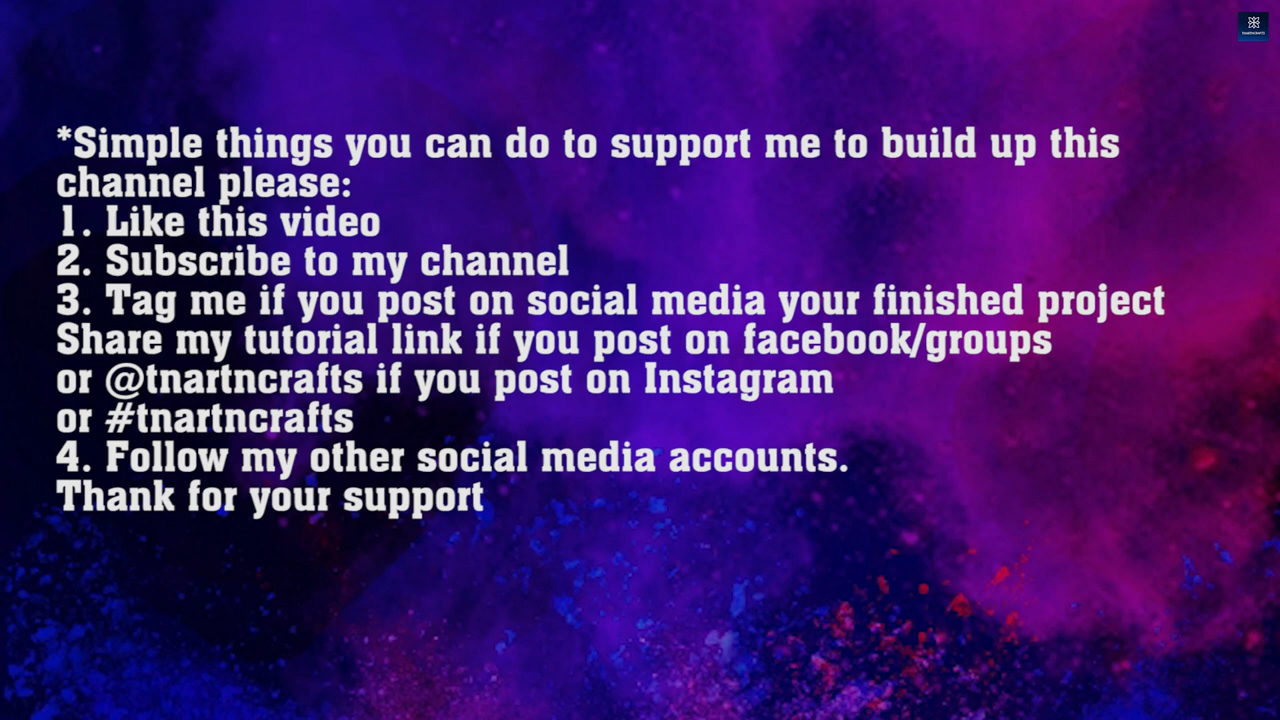 TNARTNCRAFTS
*Simple things you can do to support me to build up this
channel please:
1. Like this video
2. Subscribe to my channel
3. Tag me if you post on social media your finished project
Share my tutorial link if you post on facebook/groups
or @tnartncrafts if you post on Instagram
or #tnartncrafts
4. Follow my other social media accounts.
Thank for your support